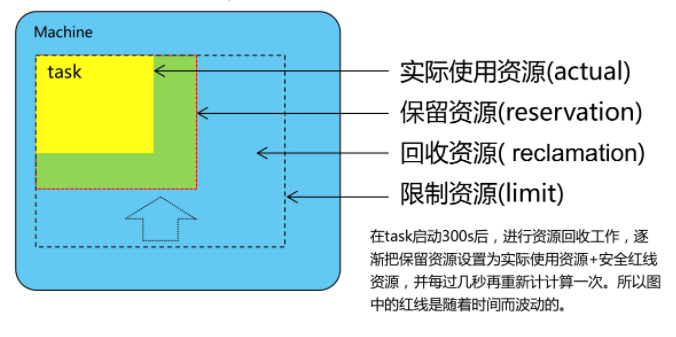 Machine
task
实际使用资源(actual)
保留资源(reservation)
回收资源( reclamation)
限制资源(limit)
在task启动300s后，进行资源回收工作，逐
渐把保留资源设置为实际使用资源+安全红线
资源，并每过几秒再重新计计算一次。所以图
中的红线是随着时间而波动的。